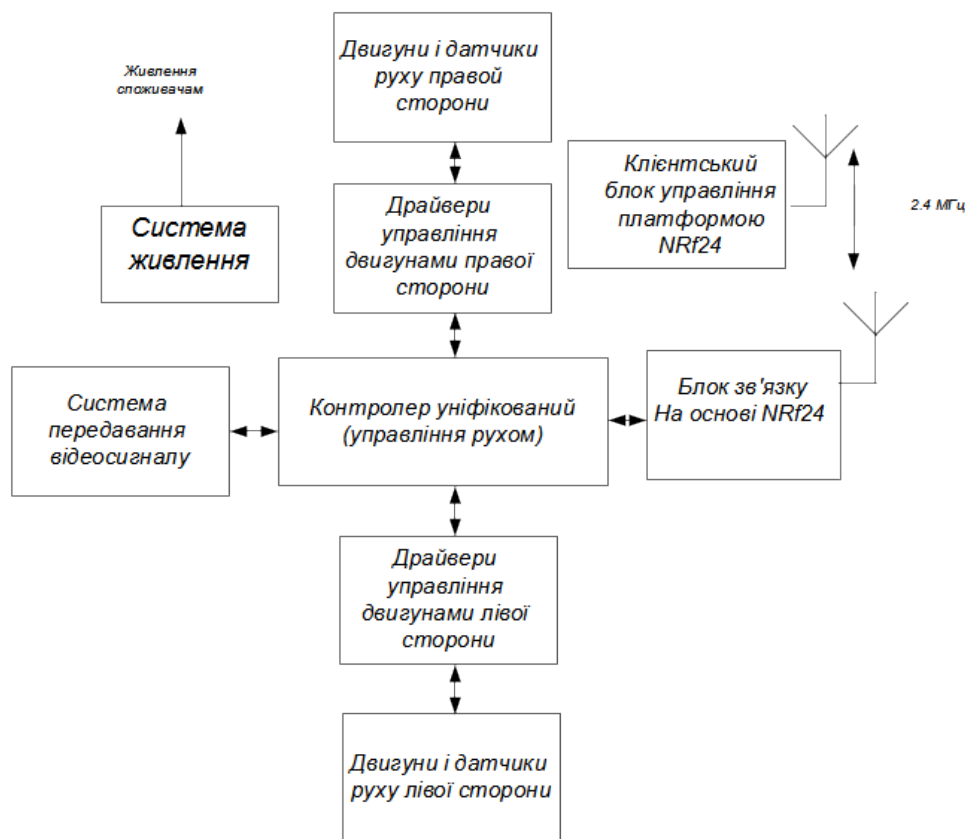 Двигуни і датчики
руху правой
сторони
Живлення
споживачам
Клієнтський
блок управління
платформою
NRf24
2.4 МГц
Драйвери
управління
двигунами правої
сторони
Система
живлення
Система
передавання
відеосигналу
Контролер уніфікований
(управління рухом)
Блок зв'язку
На основі NRf24
Драйвери
управління
двигунами лівої
сторони
Двигуни і датчики
руху лівої сторони